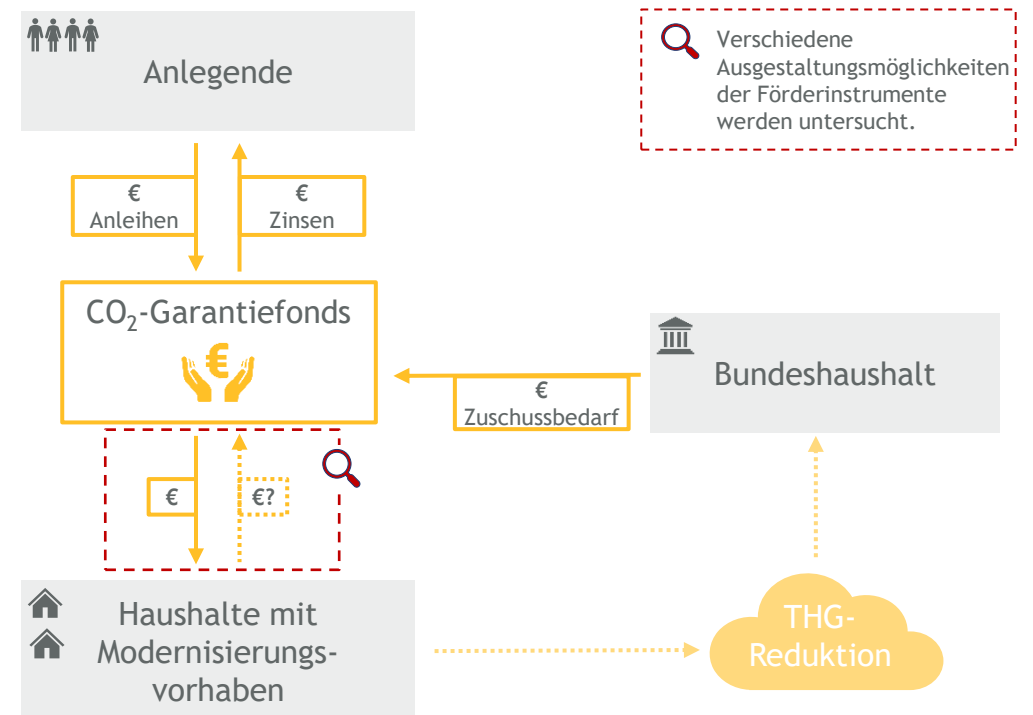 Anlegende
Verschiedene
Ausgestaltungsmöglichkeiten
der Förderinstrumente
werden untersucht.
€
Anleihen
€
Zinsen
CO₂-Garantiefonds
€
Bundeshaushalt
€
Zuschussbedarf
€
€?
Haushalte mit
Modernisierungs-
vorhaben
THG-
Reduktion